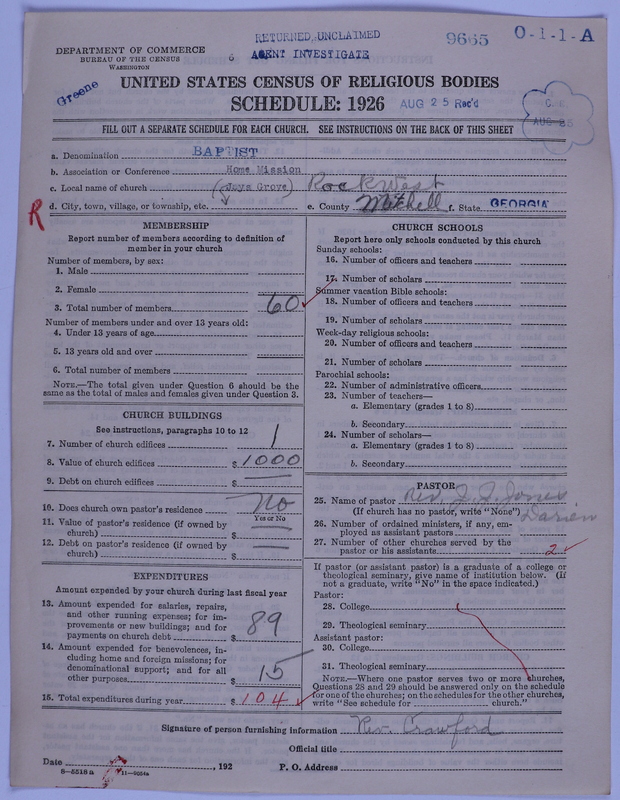 RETURNED, UNCLAIMED
AGENT INVESTIGATE
9665
O-1-1-A
DEPARTMENT OF COMMERCE
BUREAU OF THE CENSUS
WASHINGTON
6
Greene
UNITED STATES CENSUS OF RELIGIOUS BODIES
SCHEDULE: 1926
AUG 25 Rec'd
AUG 25
FILL OUT A SEPARATE SCHEDULE FOR EACH CHURCH. SEE INSTRUCTIONS ON THE BACK OF THIS SHEET
a. Denomination BAPTIST
b. Association or Conference Home Mission
c. Local name of church (Jays Grove) Rockwest
d. City, town, village, or township, etc. e. County Mitchell f. State GEORGIA
R
MEMBERSHIP
Report number of members according to definition of
member in your church
Number of members, by sex:
1. Male
2. Female
3. Total number of members 60
Number of members under and over 13 years old:
4. Under 13 years of age
5. 13 years old and over
6. Total number of members
NOTE.—The total given under Question 6 should be the
same as the total of males and females given under Question 3.
CHURCH BUILDINGS
See instructions, paragraphs 10 to 12
7. Number of church edifices 1
8. Value of church edifices $1000
9. Debt on church edifices $
10. Does church own pastor's residence No
Yes or No
11. Value of pastor's residence (if owned by
church) $
12. Debt on pastor's residence (if owned by
church) $
EXPENDITURES
Amount expended by your church during last fiscal year
13. Amount expended for salaries, repairs,
and other running expenses; for im-
provements or new buildings; and for
payments on church debt $ 89
14. Amount expended for benevolences, in-
cluding home and foreign missions; for
denominational support; and for all
other purposes $ 15
15. Total expenditures during year $ 104
CHURCH SCHOOLS
Report here only schools conducted by this church
Sunday schools:
16. Number of officers and teachers
17. Number of scholars
Summer vacation Bible schools:
18. Number of officers and teachers
19. Number of scholars
Week-day religious schools:
20. Number of officers and teachers
21. Number of scholars
Parochial schools:
22. Number of administrative officers
23. Number of teachers—
a. Elementary (grades 1 to 8)
b. Secondary
24. Number of scholars—
a. Elementary (grades 1 to 8)
b. Secondary
PASTOR
25. Name of pastor Rev. Jones
(If church has no pastor, write "None") Darien
26. Number of ordained ministers, if any, em-
ployed as assistant pastors
27. Number of other churches served by the
pastor or his assistants 2
If pastor (or assistant pastor) is a graduate of a college or
theological seminary, give name of institution below. (if
not a graduate, write "No" in the space indicated.)
Pastor:
28. College
29. Theological seminary
Assistant pastor:
30. College
31. Theological seminary
NOTE.—Where one pastor serves two or more churches,
Questions 28 and 29 should be answered only on the schedule
for one of the churches; on the schedules for the other churches,
write "See schedule for church."
Signature of person furnishing information Rev. Crawford
Official title
Date , 192 P. O. Address
8-5518a 11-9054a